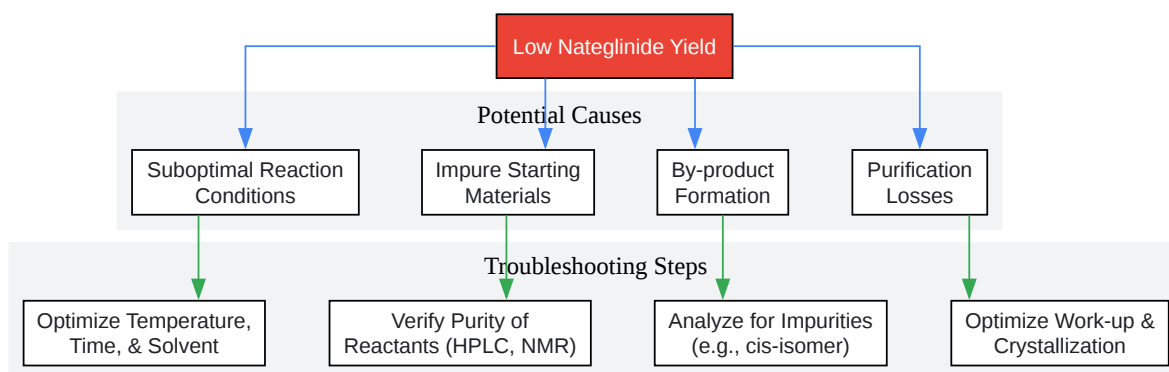 Low Nateglinide Yield
Potential Causes
Suboptimal Reaction
Conditions
Impure Starting
Materials
By-product
Formation
Purification
Losses
Troubleshooting Steps
Optimize Temperature,
Time, & Solvent
Verify Purity of
Reactants (HPLC, NMR)
Analyze for Impurities
(e.g., cis-isomer)
Optimize Work-up &
Crystallization